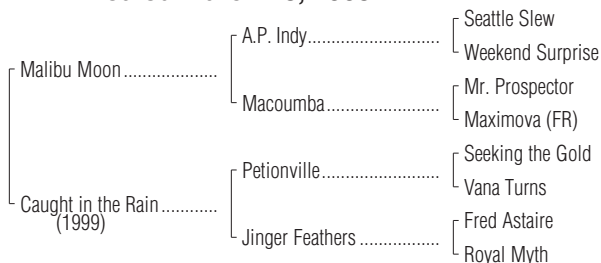 Seattle Slew
A.P. Indy
Weekend Surprise
Malibu Moon
Mr. Prospector
Macoumba
Maximova (FR)
Seeking the Gold
Petionville
Vana Turns
Caught in the Rain
(1999)
Fred Astaire
Jinger Feathers
Royal Myth